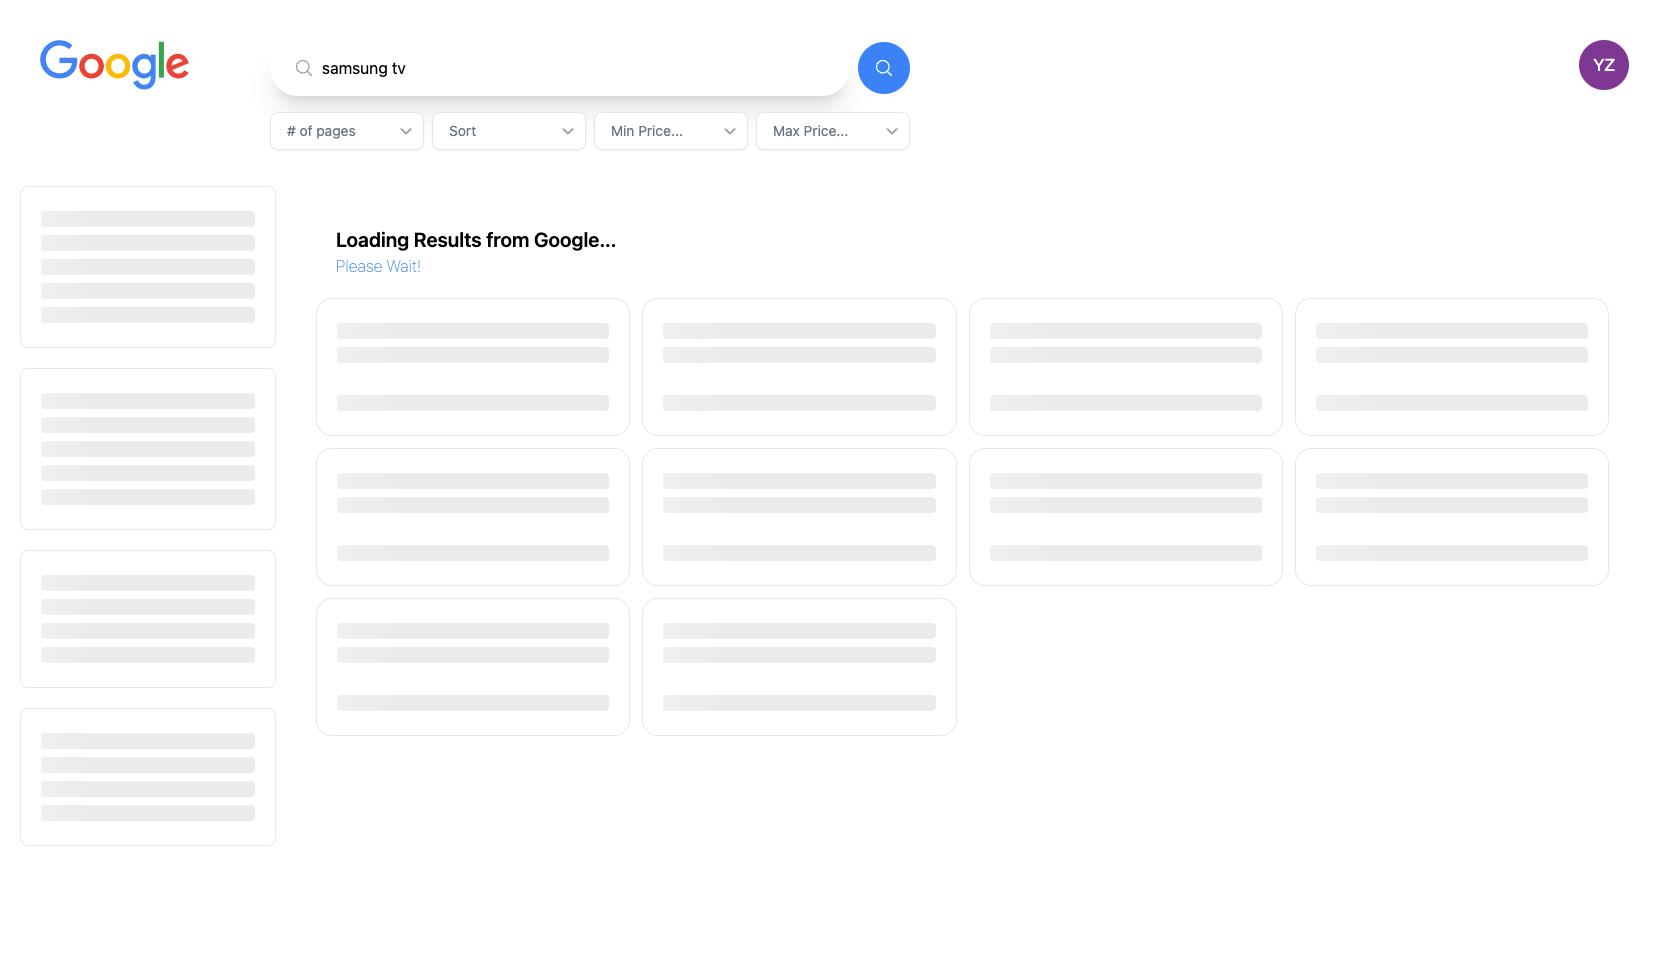 Google
samsung tv
YZ
# of pages
Sort
Min Price...
Max Price...
Loading Results from Google...
Please Wait!